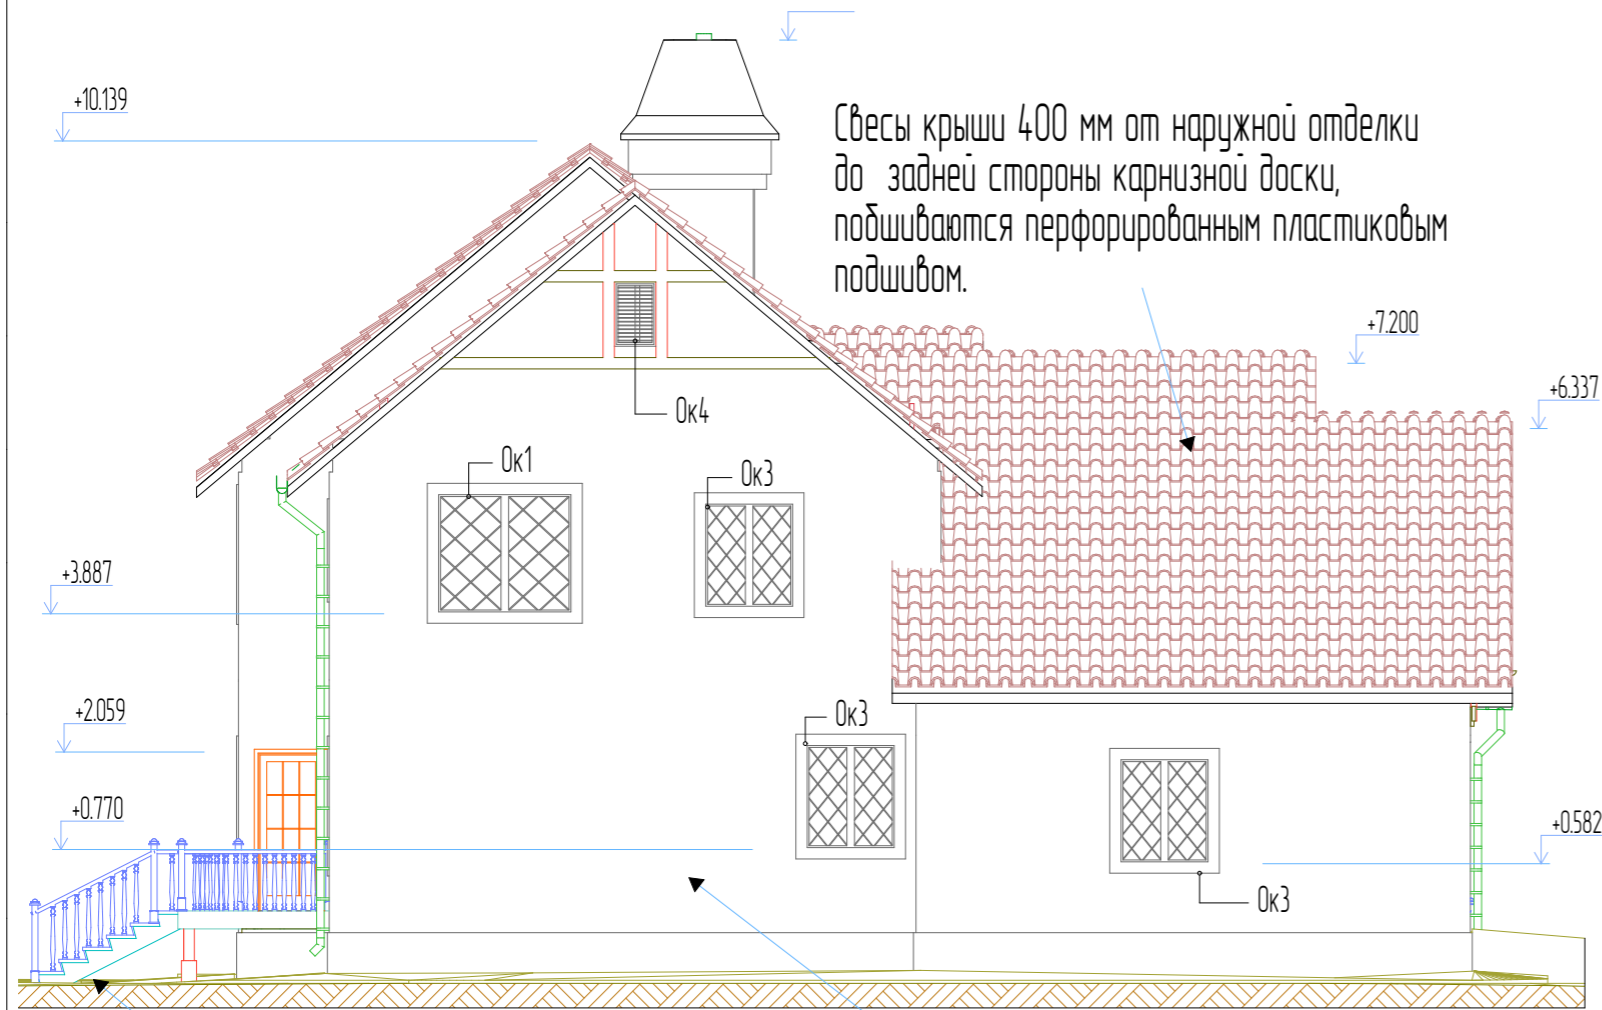 +10.139
Свесы крыши 400 мм от наружной отделки
до задней стороны карнизной доски,
побшиваются перфорированным пластиковым
подшивом.
+7.200
+6.337
Ок4
Ок1
Ок3
+3.887
+2.059
Ок3
+0.770
+0.582
Ок3